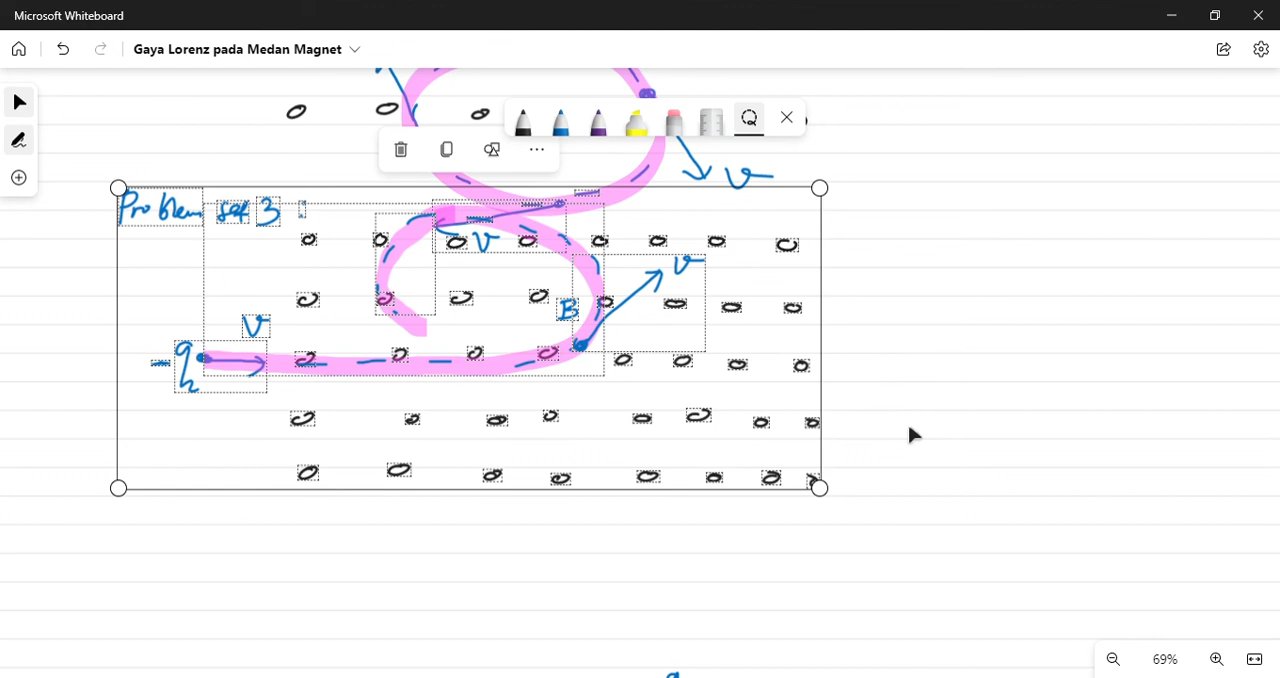 Microsoft Whiteboard
Gaya Lorenz pada Medan Magnet
v
Problem set 3 :
v
v
B
v
-q
69%